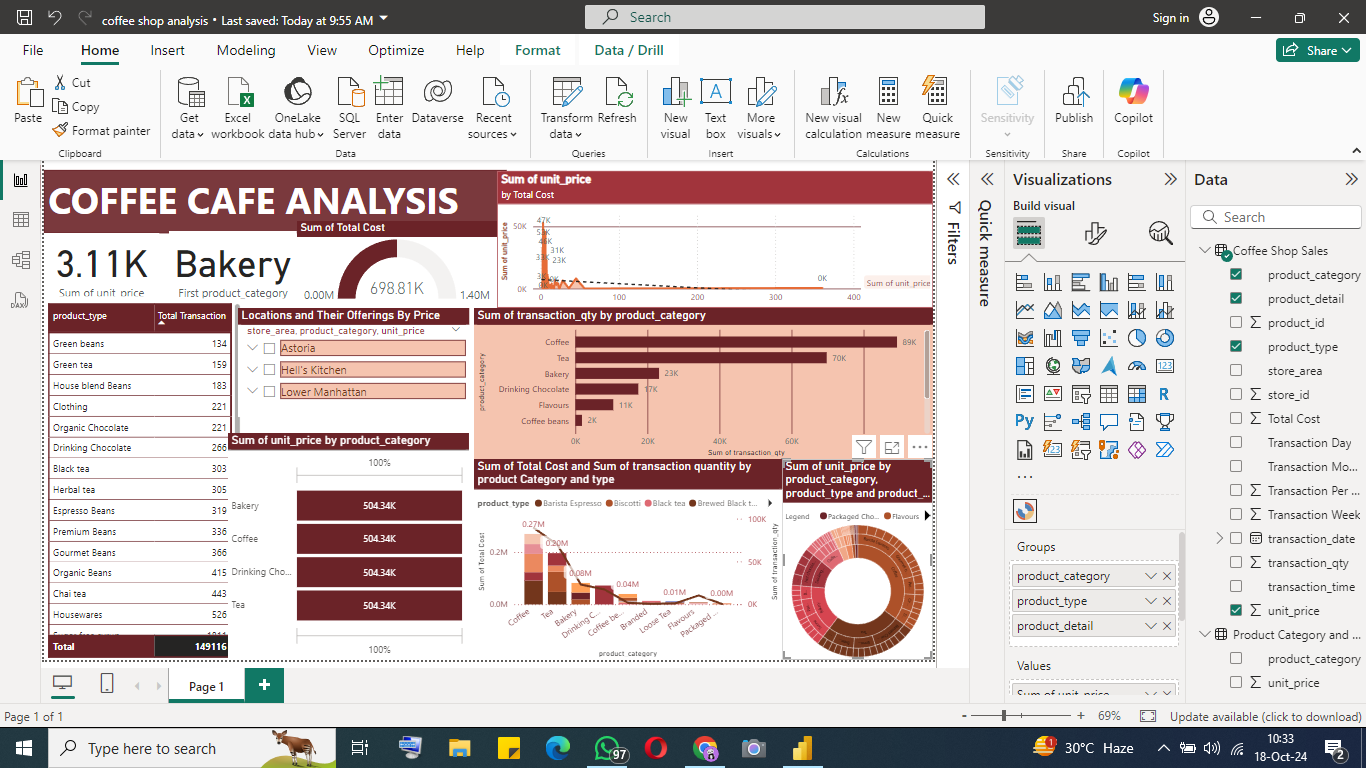 coffee shop analysis • Last saved: Today at 9:55 AM
Search
Sign in
File
Home
Insert
Modeling
View
Optimize
Help
Format
Data / Drill
Share
Paste
Cut
Copy
Format painter
Get data
Excel workbook
OneLake data hub
SQL Server
Enter data
Dataverse
Recent sources
Transform data
Refresh
New visual
Text box
More visuals
New visual calculation
New measure
Quick measure
Sensitivity
Publish
Copilot
Clipboard
Data
Queries
Insert
Calculations
Sensitivity
Share
Copilot
COFFEE CAFE ANALYSIS
3.11K
Sum of unit_price
Bakery
First product_category
Sum of Total Cost
698.81K
0.00M
1.40M
Sum of unit_price
by Total Cost
Sum of unit_price
50K
0K
47K
31K
23K
0K
0
100
200
300
400
Sum of unit_price
product_type Total Transaction
Green beans 134
Green tea 159
House blend Beans 183
Clothing 221
Organic Chocolate 221
Drinking Chocolate 266
Black tea 303
Herbal tea 305
Espresso Beans 319
Premium Beans 336
Gourmet Beans 366
Organic Beans 415
Chai tea 443
Housewares 526
Total 149116
Locations and Their Offerings By Price
store_area, product_category, unit_price
Astoria
Hell's Kitchen
Lower Manhattan
Sum of unit_price by product_category
100%
Bakery 504.34K
Coffee 504.34K
Drinking Cho... 504.34K
Tea 504.34K
100%
Sum of transaction_qty by product_category
product_category
Coffee 89K
Tea 70K
Bakery 23K
Drinking Chocolate 17K
Flavours 11K
Coffee beans 2K
0K 20K 40K 60K
Sum of transaction_qty
Sum of Total Cost and Sum of transaction quantity by
product Category and type
product_type Barista Espresso Biscotti Black tea Brewed Black t...
Sum of Total Cost
0.2M
0.0M
0.27M
0.20M
0.08M
0.04M
0.01M
0.00M
100K
50K
0K
Sum of transaction_qty
Coffee
Tea
Bakery
Drinking C...
Coffee be...
Branded
Loose Tea
Flavours
Packaged ...
product_category
Sum of unit_price by
product_category,
product_type and product_...
Legend Packaged Cho... Flavours
Filters
Quick measure
Visualizations
Build visual
Groups
product_category
product_type
product_detail
Values
Sum of unit_price
Data
Search
Coffee Shop Sales
product_category
product_detail
product_id
product_type
store_area
store_id
Total Cost
Transaction Day
Transaction Mo...
Transaction Per ...
Transaction Week
transaction_date
transaction_qty
transaction_time
unit_price
Product Category and ...
product_category
unit_price
Page 1
Page 1 of 1
69%
Update available (click to download)
Type here to search
97
1
30°C Haze
10:33
18-Oct-24
2